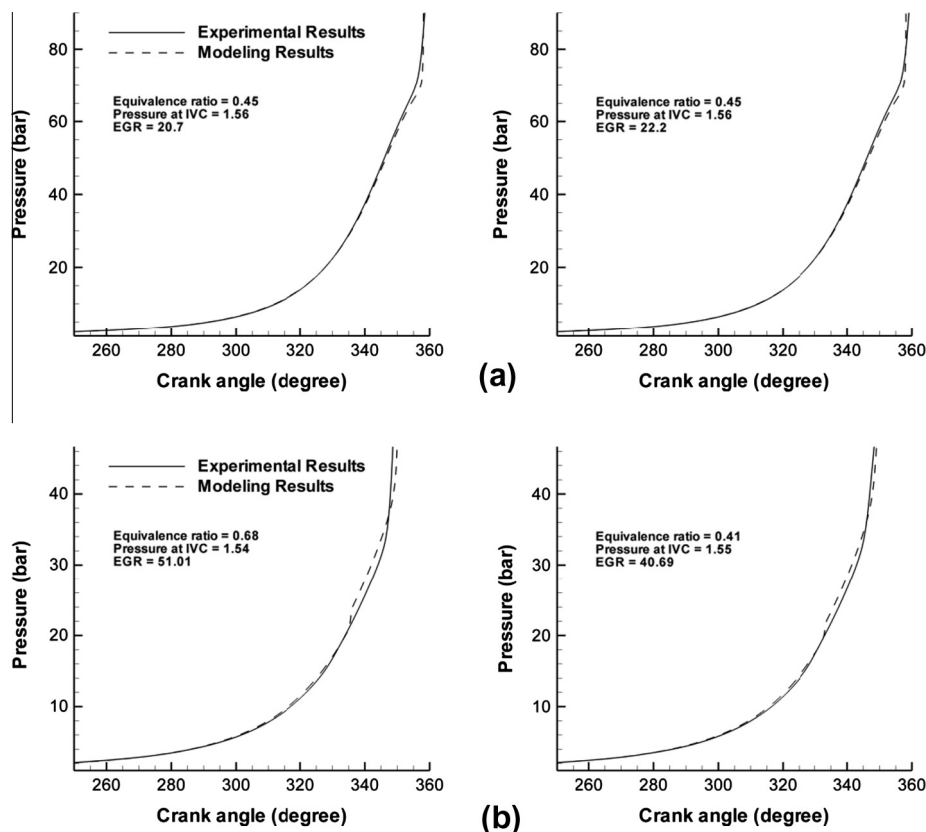 80
60
40
20
Pressure (bar)
Experimental Results
Modeling Results
Equivalence ratio = 0.45
Pressure at IVC = 1.56
EGR = 20.7
260 280 300 320 340 360
Crank angle (degree)
80
60
40
20
Pressure (bar)
Equivalence ratio = 0.45
Pressure at IVC = 1.56
EGR = 22.2
260 280 300 320 340 360
Crank angle (degree)
(a)
40
30
20
10
Pressure (bar)
Experimental Results
Modeling Results
Equivalence ratio = 0.68
Pressure at IVC = 1.54
EGR = 51.01
260 280 300 320 340 360
Crank angle (degree)
40
30
20
10
Pressure (bar)
Equivalence ratio = 0.41
Pressure at IVC = 1.55
EGR = 40.69
260 280 300 320 340 360
Crank angle (degree)
(b)